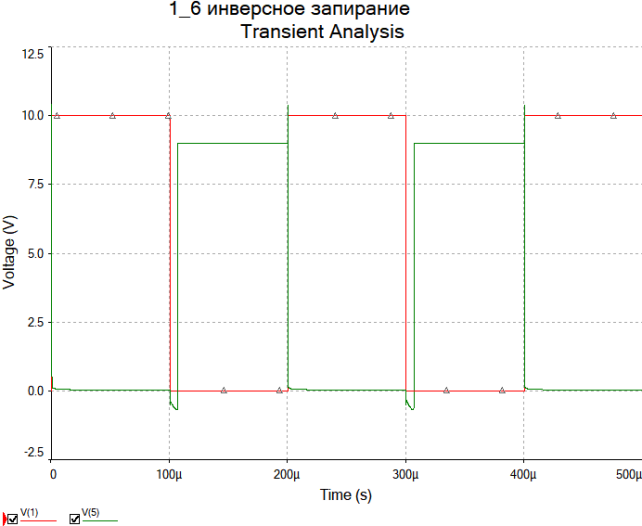 1_6 инверсное запирание
Transient Analysis
12.5
10.0
7.5
5.0
2.5
0.0
-2.5
Voltage (V)
0 100µ 200µ 300µ 400µ 500µ
Time (s)
V(1) V(5)